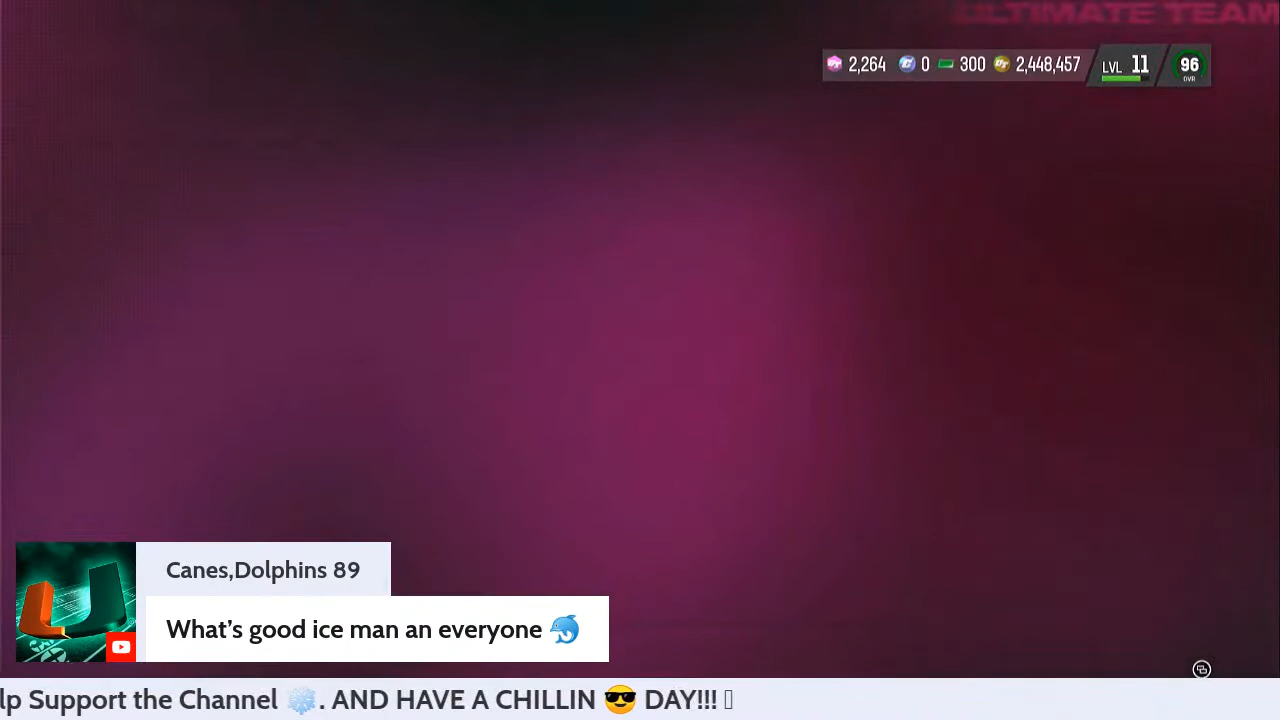 ULTIMATE TEAM
2,264 0 300 2,448,457 LVL 11 96
OVR
Canes,Dolphins 89
What's good ice man an everyone 🐬
lp Support the Channel ❄️. AND HAVE A CHILLIN 😎 DAY!!!